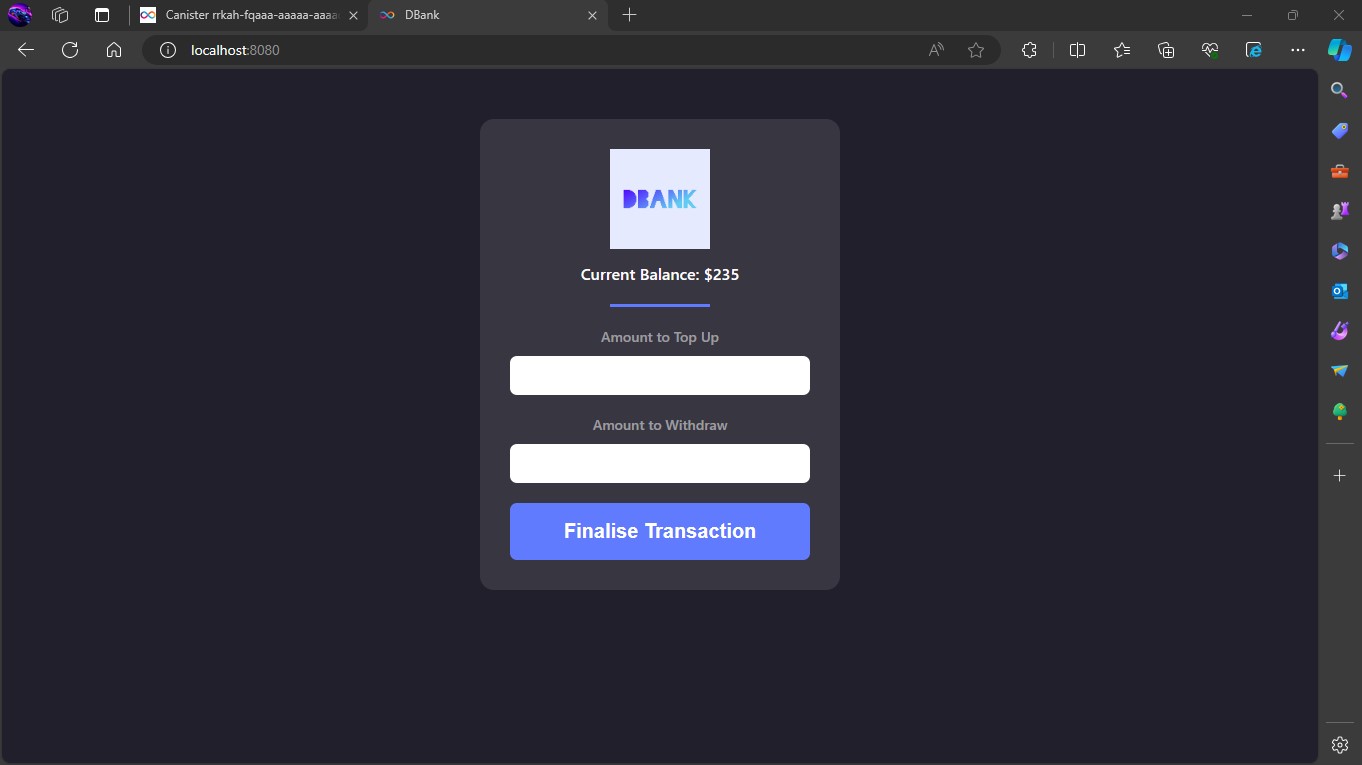 Canister rrkah-fqaaa-aaaaa-aaaa
DBank
localhost:8080
DBANK
Current Balance: $235
Amount to Top Up
Amount to Withdraw
Finalise Transaction